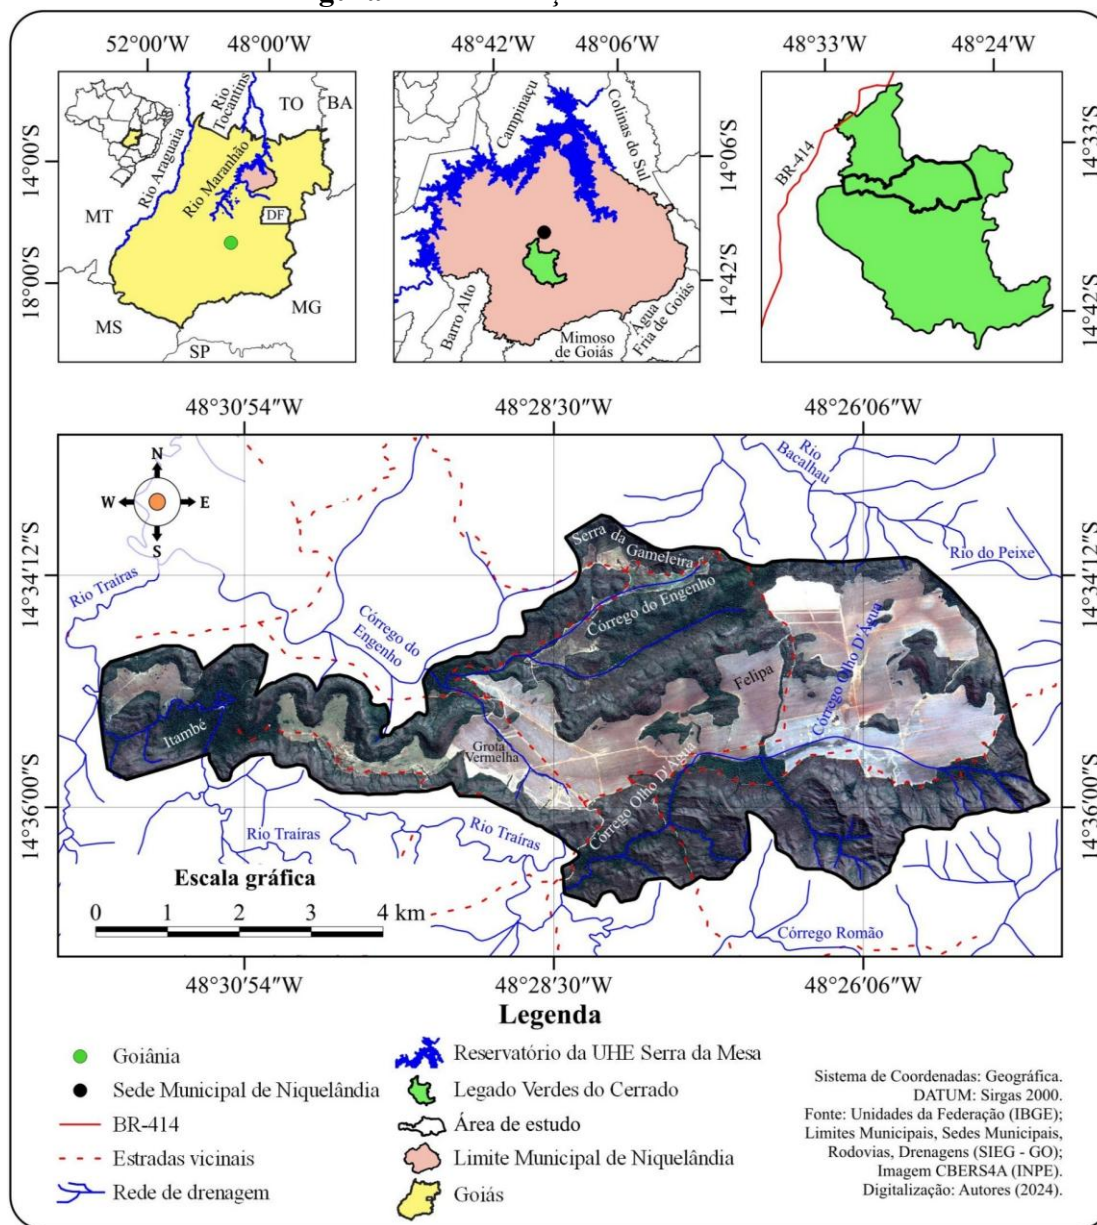 52°00'W 48°00'W
14°00'S
18°00'S
TO
BA
Rio Tocantins
Rio Araguaia
Rio Maranhão
MT
DF
MG
MS
SP
48°42'W 48°06'W
Campinaçu
Colinas do Sul
14°06'S
14°42'S
Barro Alto
Mimoso
de Goiás
Água
Fria de Goiás
48°33'W 48°24'W
BR-414
14°33'S
14°42'S
48°30'54"W 48°28'30"W 48°26'06"W
N
W E
S
Rio
Bacalhau
Rio do Peixe
Serra da
Gameleira
14°34'12"S 14°34'12"S
Rio Traíras
Córrego do
Engenho
Córrego do Engenho
Córrego Olho D'Água
Felipa
Itambé
Grota
Vermelha
Córrego Olho D'Água
14°36'00"S 14°36'00"S
Rio Traíras
Rio Traíras
Córrego Romão
Escala gráfica
0 1 2 3 4 km
48°30'54"W 48°28'30"W 48°26'06"W
Legenda
Goiânia
Sede Municipal de Niquelândia
BR-414
Estradas vicinais
Rede de drenagem
Reservatório da UHE Serra da Mesa
Legado Verdes do Cerrado
Área de estudo
Limite Municipal de Niquelândia
Goiás
Sistema de Coordenadas: Geográfica.
DATUM: Sirgas 2000.
Fonte: Unidades da Federação (IBGE);
Limites Municipais, Sedes Municipais,
Rodovias, Drenagens (SIEG - GO);
Imagem CBERS4A (INPE).
Digitalização: Autores (2024).